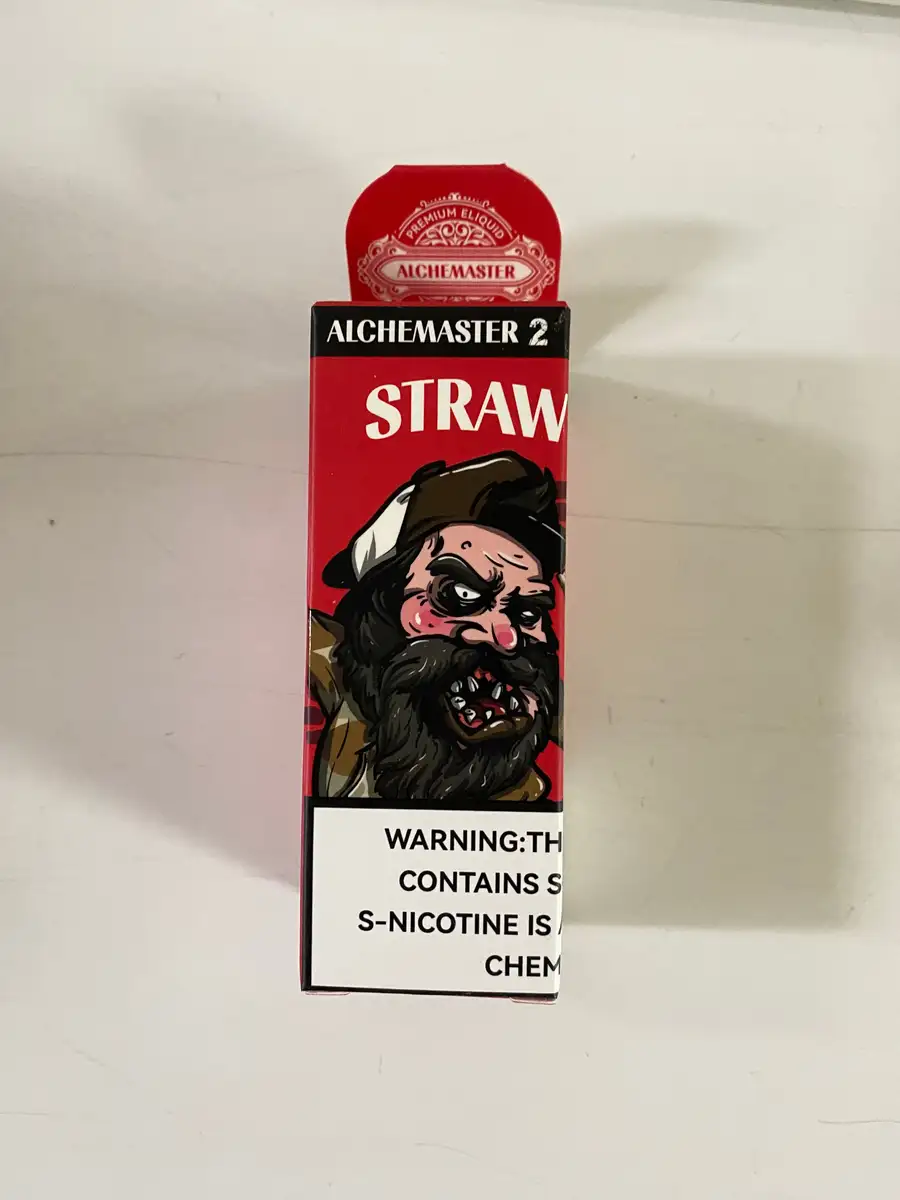 PREMIUM ELIQUID
ALCHEMASTER
ALCHEMASTER 2
STRAW
WARNING:TH
CONTAINS S
S-NICOTINE IS A
CHEM